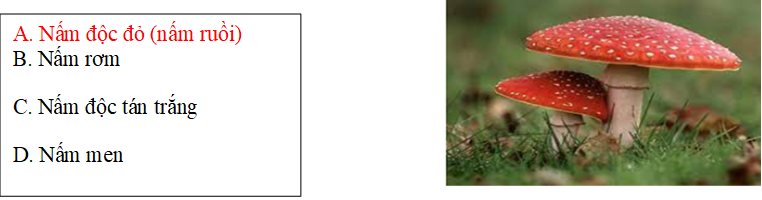 A. Nấm độc đỏ (nấm ruồi)
B. Nấm rơm
C. Nấm độc tán trắng
D. Nấm men